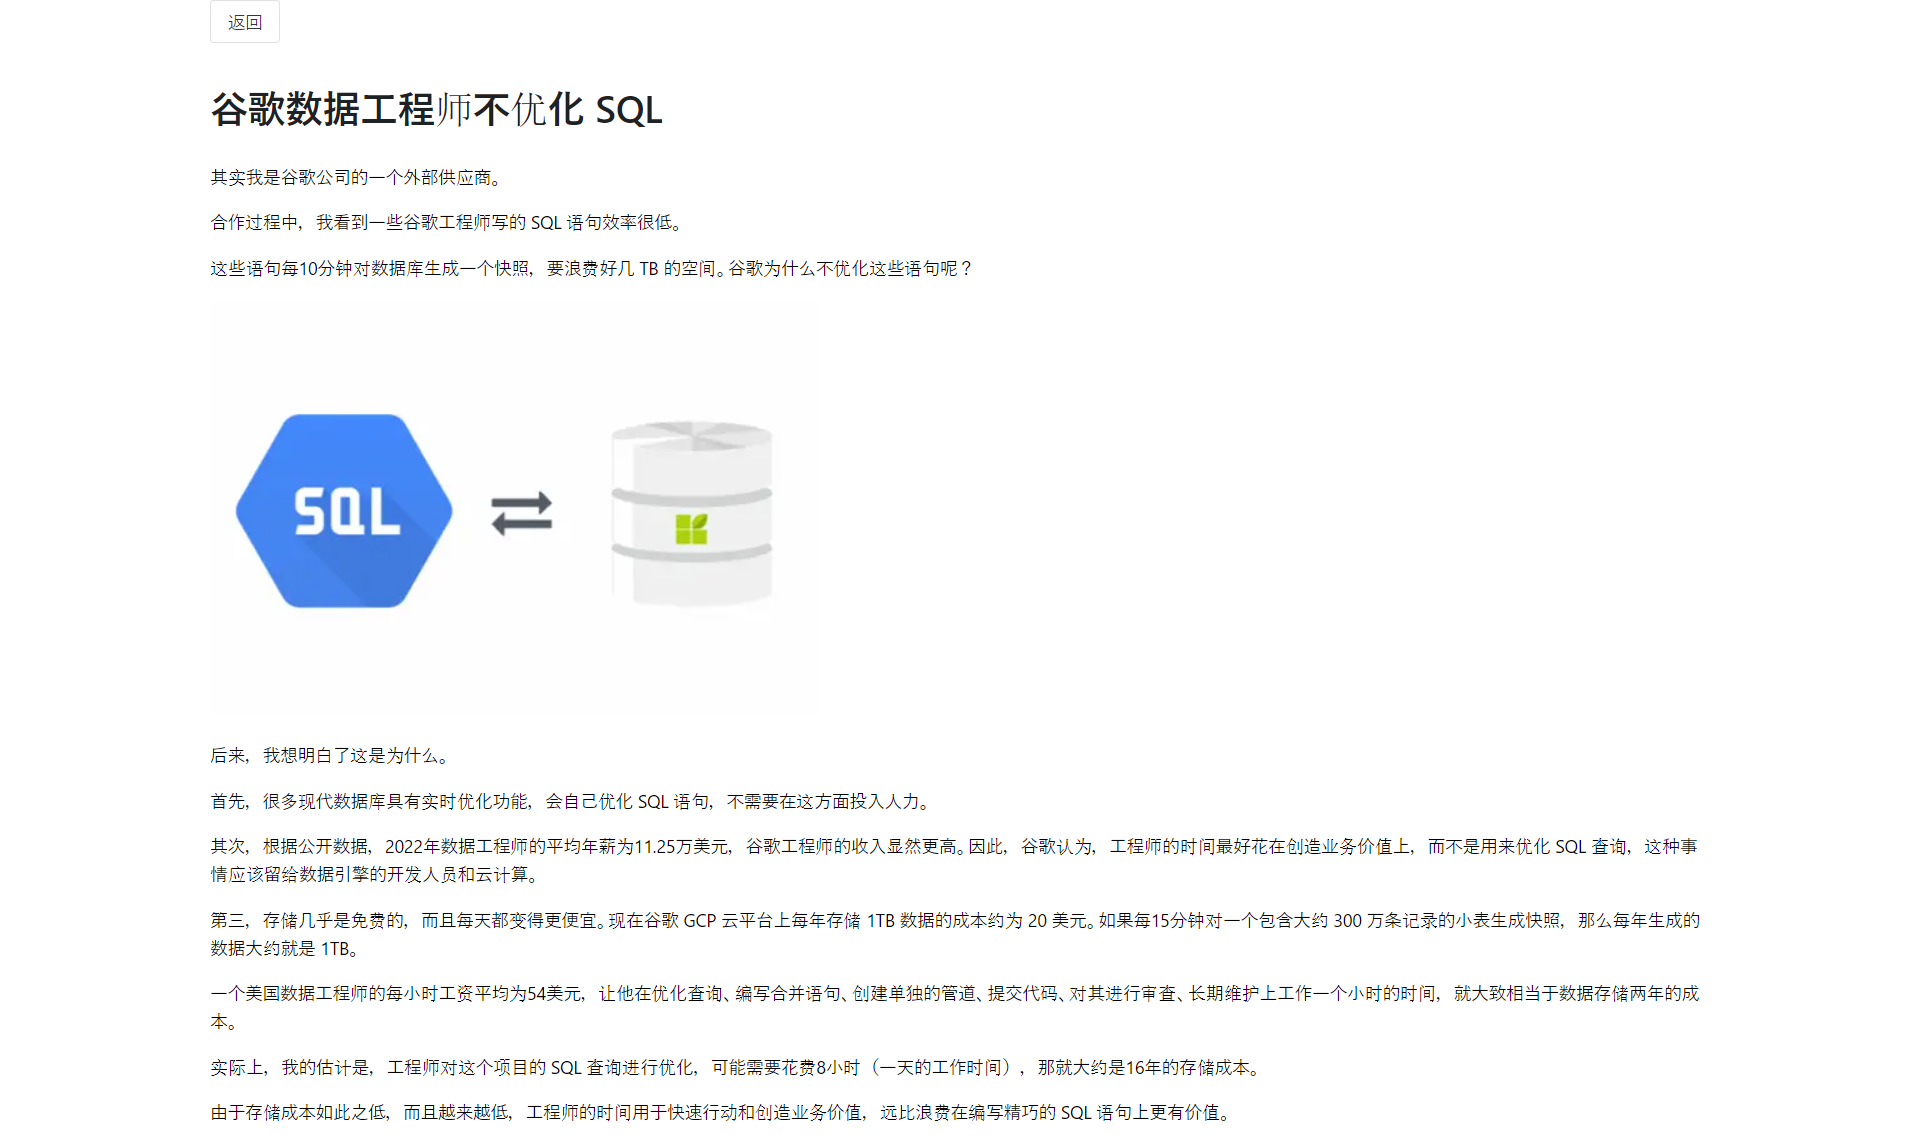 返回
谷歌数据工程师不优化 SQL
其实我是谷歌公司的一个外部供应商。
合作过程中，我看到一些谷歌工程师写的 SQL 语句效率很低。
这些语句每10分钟对数据库生成一个快照，要浪费好几 TB 的空间。谷歌为什么不优化这些语句呢？
SQL
后来，我想明白了这是为什么。
首先，很多现代数据库具有实时优化功能，会自己优化 SQL 语句，不需要在这方面投入人力。
其次，根据公开数据，2022年数据工程师的平均年薪为11.25万美元，谷歌工程师的收入显然更高。因此，谷歌认为，工程师的时间最好花在创造业务价值上，而不是用来优化 SQL 查询，这种事
情应该留给数据引擎的开发人员和云计算。
第三，存储几乎是免费的，而且每天都变得更便宜。现在谷歌 GCP 云平台上每年存储 1TB 数据的成本约为 20 美元。如果每15分钟对一个包含大约 300 万条记录的小表生成快照，那么每年生成的
数据大约就是 1TB。
一个美国数据工程师的每小时工资平均为54美元，让他在优化查询、编写合并语句、创建单独的管道、提交代码、对其进行审查、长期维护上工作一个小时的时间，就大致相当于数据存储两年的成
本。
实际上，我的估计是，工程师对这个项目的 SQL 查询进行优化，可能需要花费8小时（一天的工作时间），那就大约是16年的存储成本。
由于存储成本如此之低，而且越来越低，工程师的时间用于快速行动和创造业务价值，远比浪费在编写精巧的 SQL 语句上更有价值。